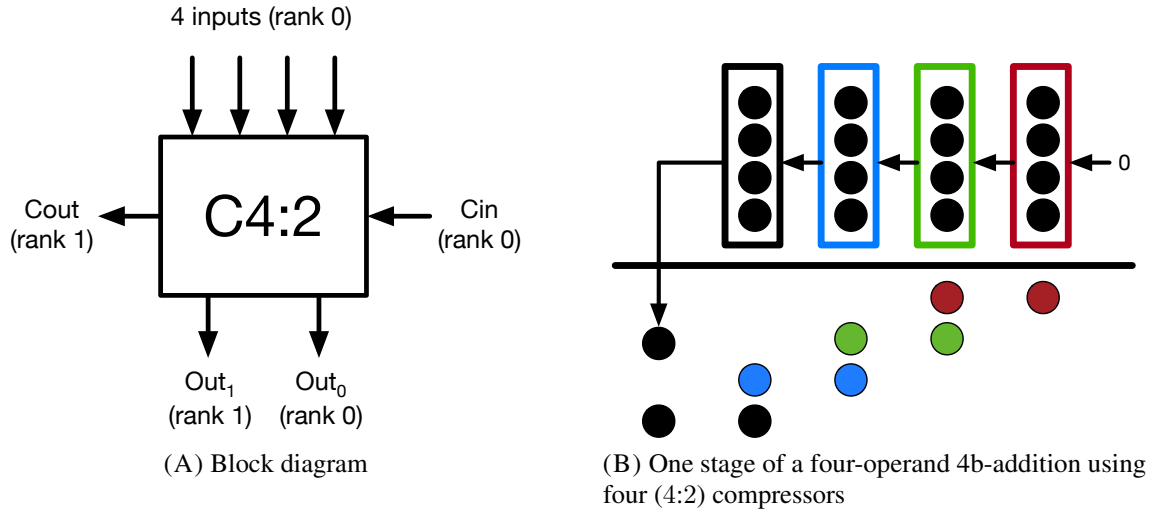 4 inputs (rank 0)
Cout
(rank 1)
C4:2
Cin
(rank 0)
Out1
(rank 1)
Out0
(rank 0)
(A) Block diagram
0
(B) One stage of a four-operand 4b-addition using
four (4:2) compressors